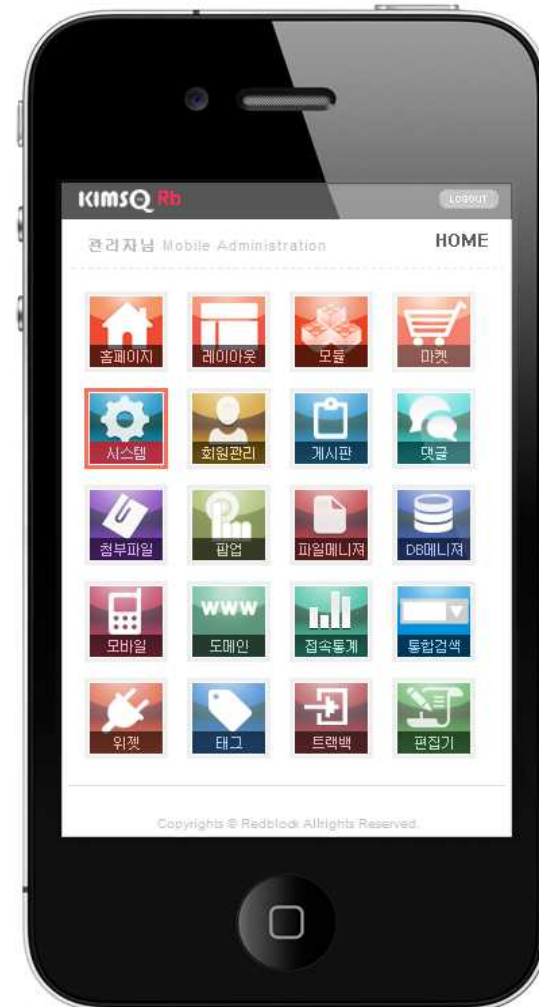 KIMSQ Rb
LOGOUT
관리자님 Mobile Administration
HOME
홈페이지 레이아웃 모듈 마켓
시스템 회원관리 게시판 댓글
첨부파일 팝업 파일메니져 DB메니져
모바일 www 도메인 접속통계 통합검색
위젯 태그 트랙백 편집기
Copyrights © Redblock Allrights Reserved.